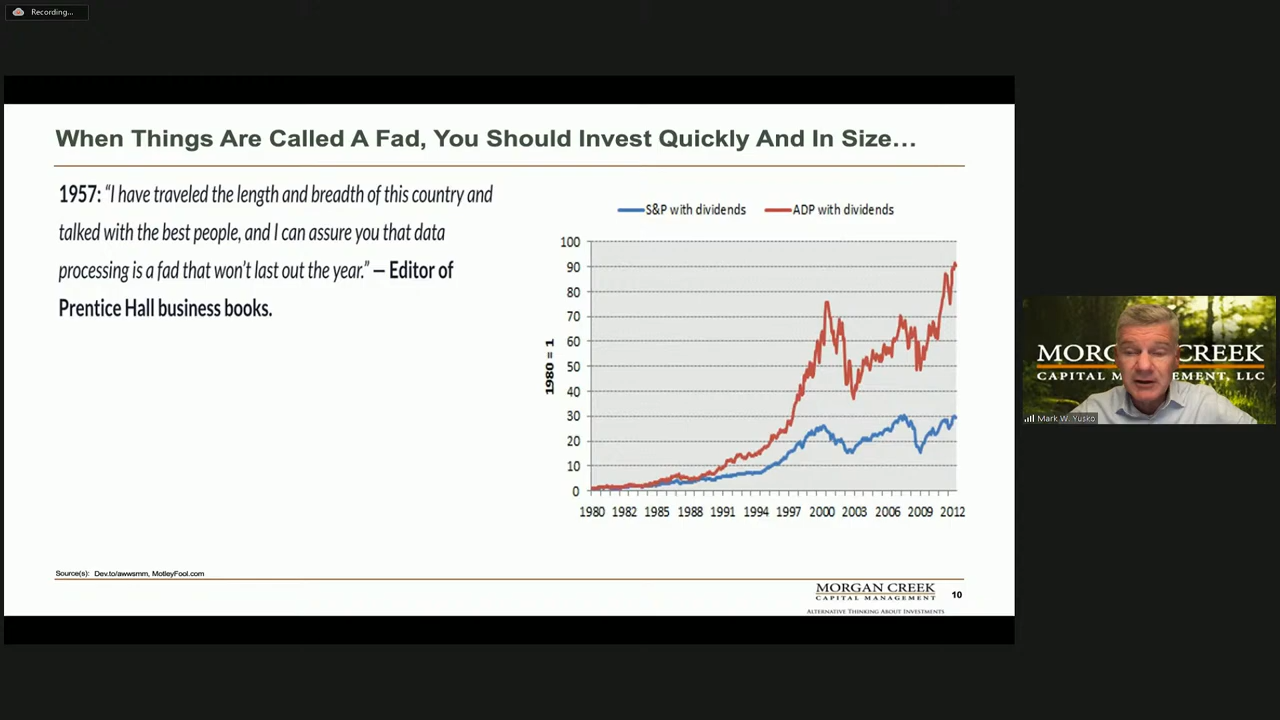 Recording...
When Things Are Called A Fad, You Should Invest Quickly And In Size…
1957: “I have traveled the length and breadth of this country and
talked with the best people, and I can assure you that data
processing is a fad that won’t last out the year.” — Editor of
Prentice Hall business books.
S&P with dividends ADP with dividends
1980 = 1
100
90
80
70
60
50
40
30
20
10
0
1980 1982 1985 1988 1991 1994 1997 2000 2003 2006 2009 2012
Source(s): Dev.to/awwsmm, MotleyFool.com
MORGAN CREEK
CAPITAL MANAGEMENT
ALTERNATIVE THINKING ABOUT INVESTMENTS
10
MORG CREEK
CAPITAL M GEMENT, LLC
Mark W. Yusko